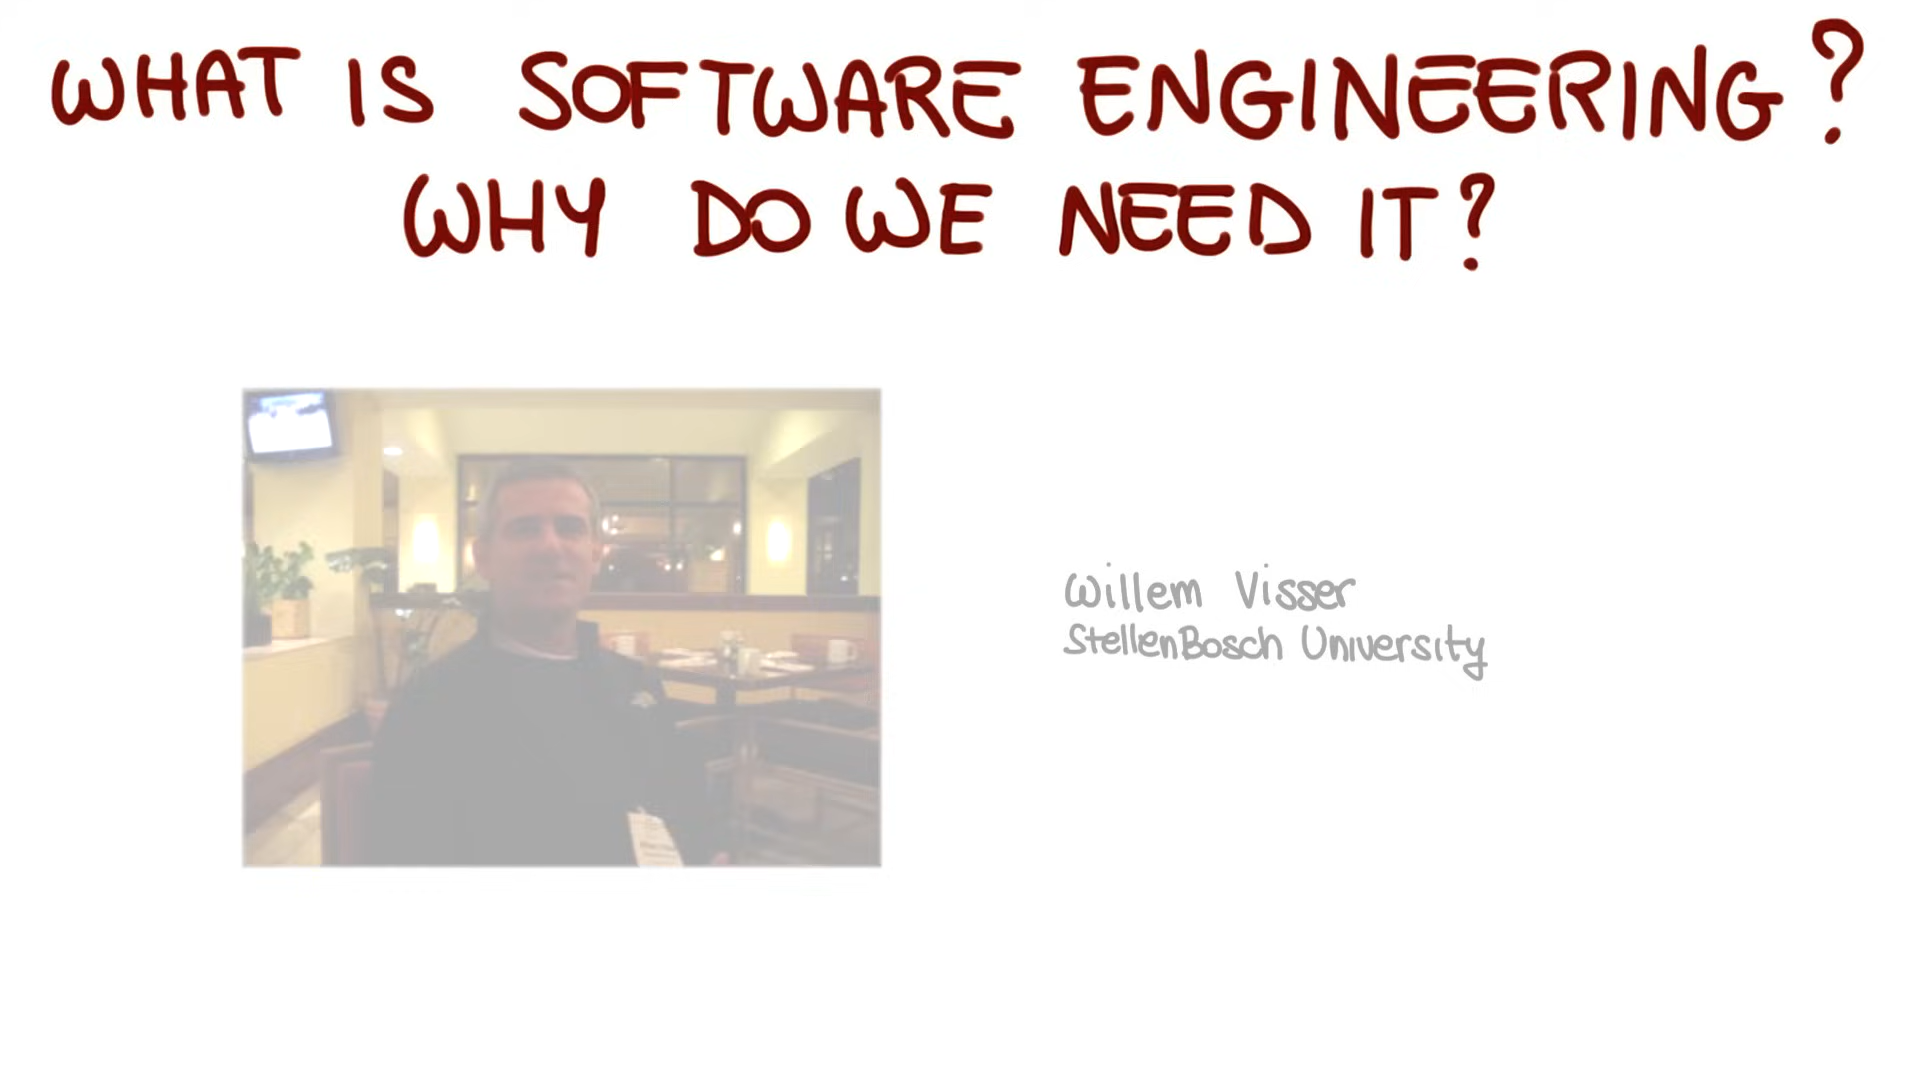 WHAT IS SOFTWARE ENGINEERING?
WHY DO WE NEED IT?
Willem Visser
StellenBosch University